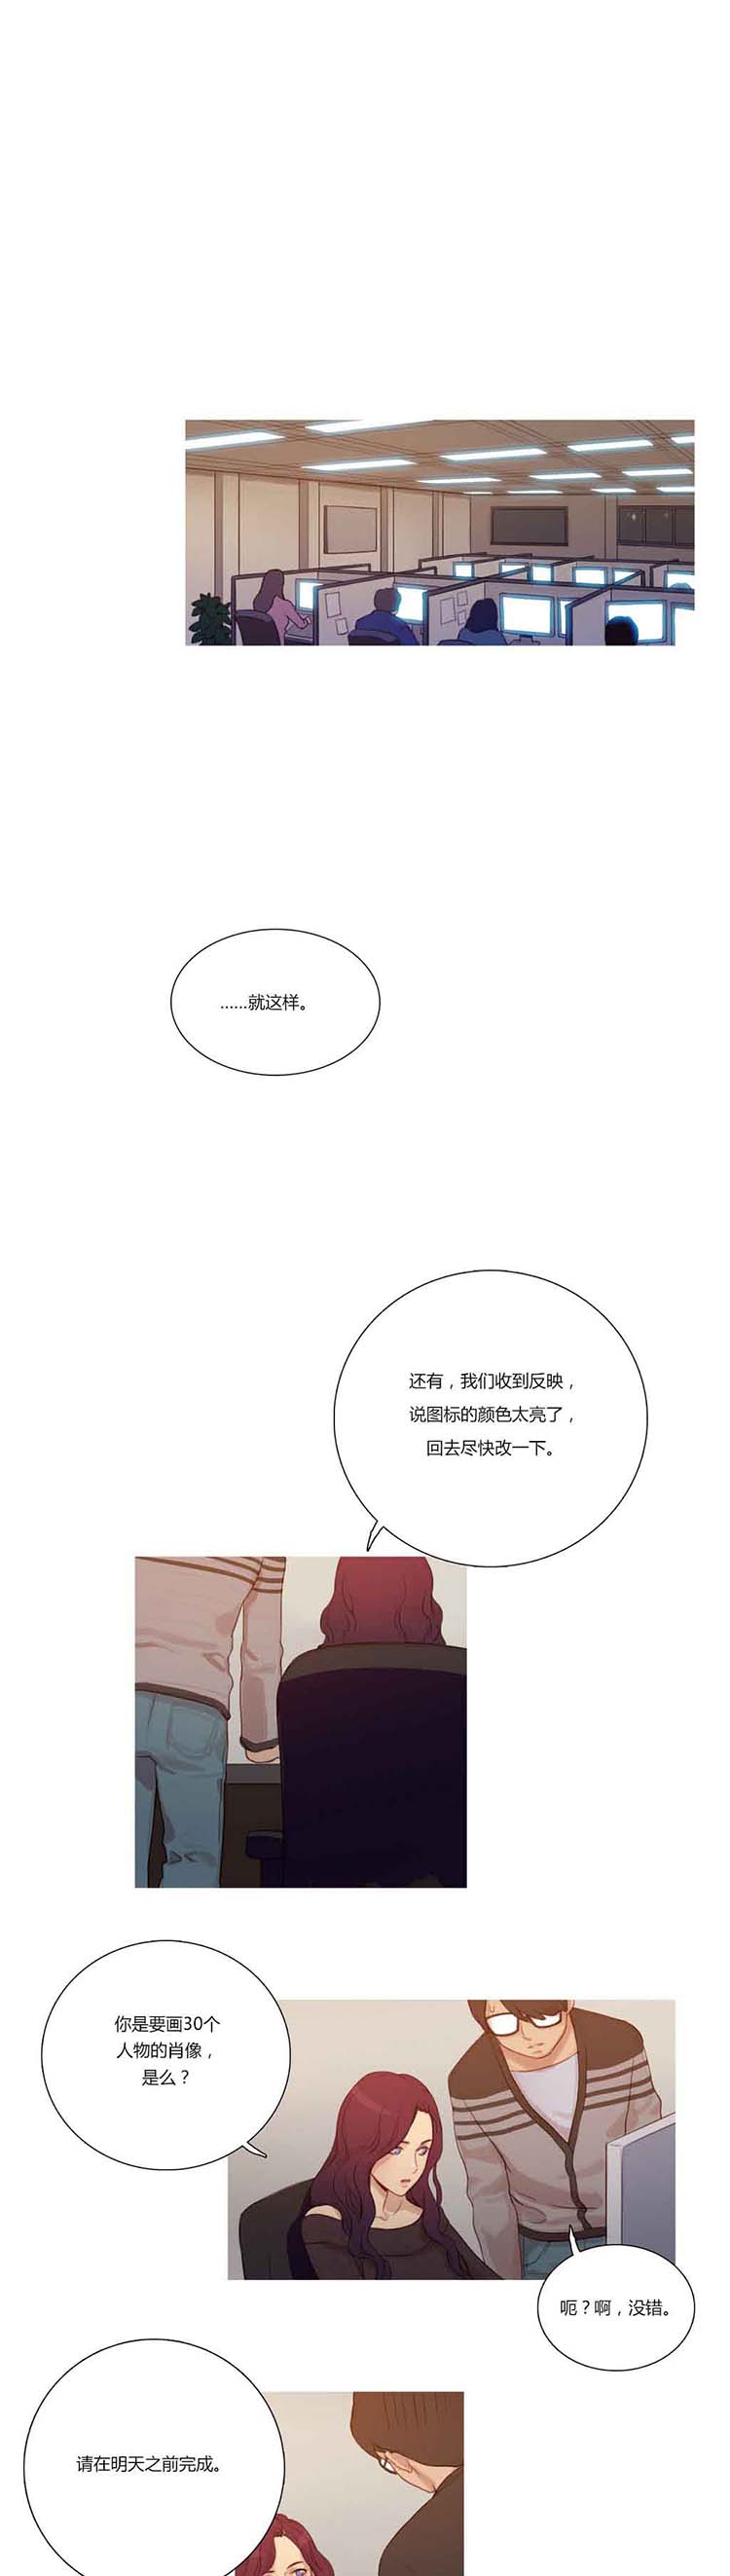 ……就这样。
还有，我们收到反映，
说图标的颜色太亮了，
回去尽快改一下。
你是要画30个
人物的肖像，
是么？
呃？啊，没错。
请在明天之前完成。